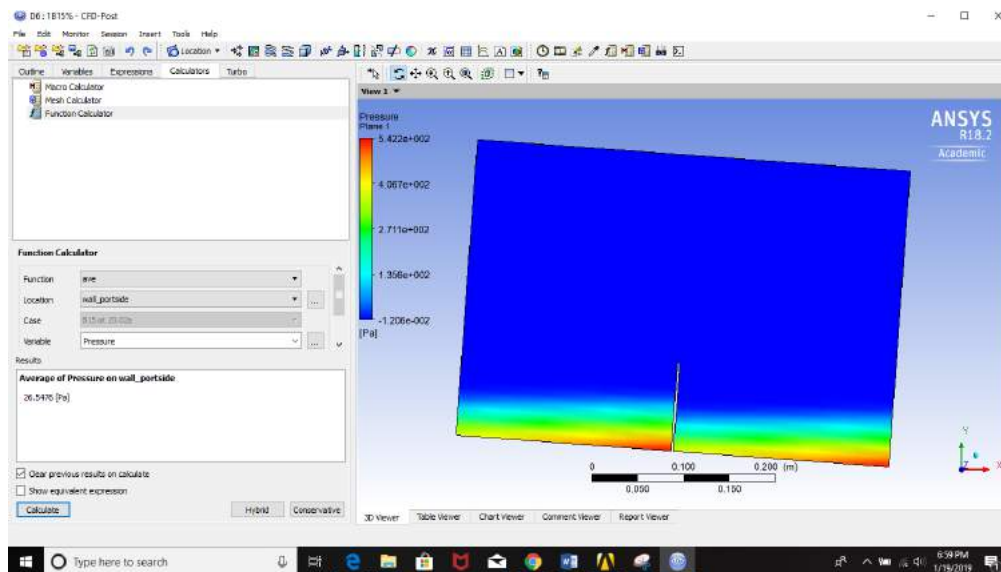 D6 : 1B15% - CFD-Post
File Edit Monitor Session Insert Tools Help
Location
Outline Variables Expressions Calculators Turbo
Macro Calculator
Mesh Calculator
Function Calculator
Function Calculator
Function ave
Location wall_portside
Case
Variable Pressure
Results
Average of Pressure on wall_portside
26.5476 [Pa]
Clear previous results on calculate
Show equivalent expression
Calculate Hybrid Conservative
View 1
Pressure
Plane 1
5.422e+002
4.067e+002
2.711e+002
1.356e+002
-1.206e-002
[Pa]
ANSYS
R18.2
Academic
0 0.100 0.200 (m)
0.050 0.150
Y
Z X
3D Viewer Table Viewer Chart Viewer Comment Viewer Report Viewer
Type here to search
6:59 PM
1/19/2019